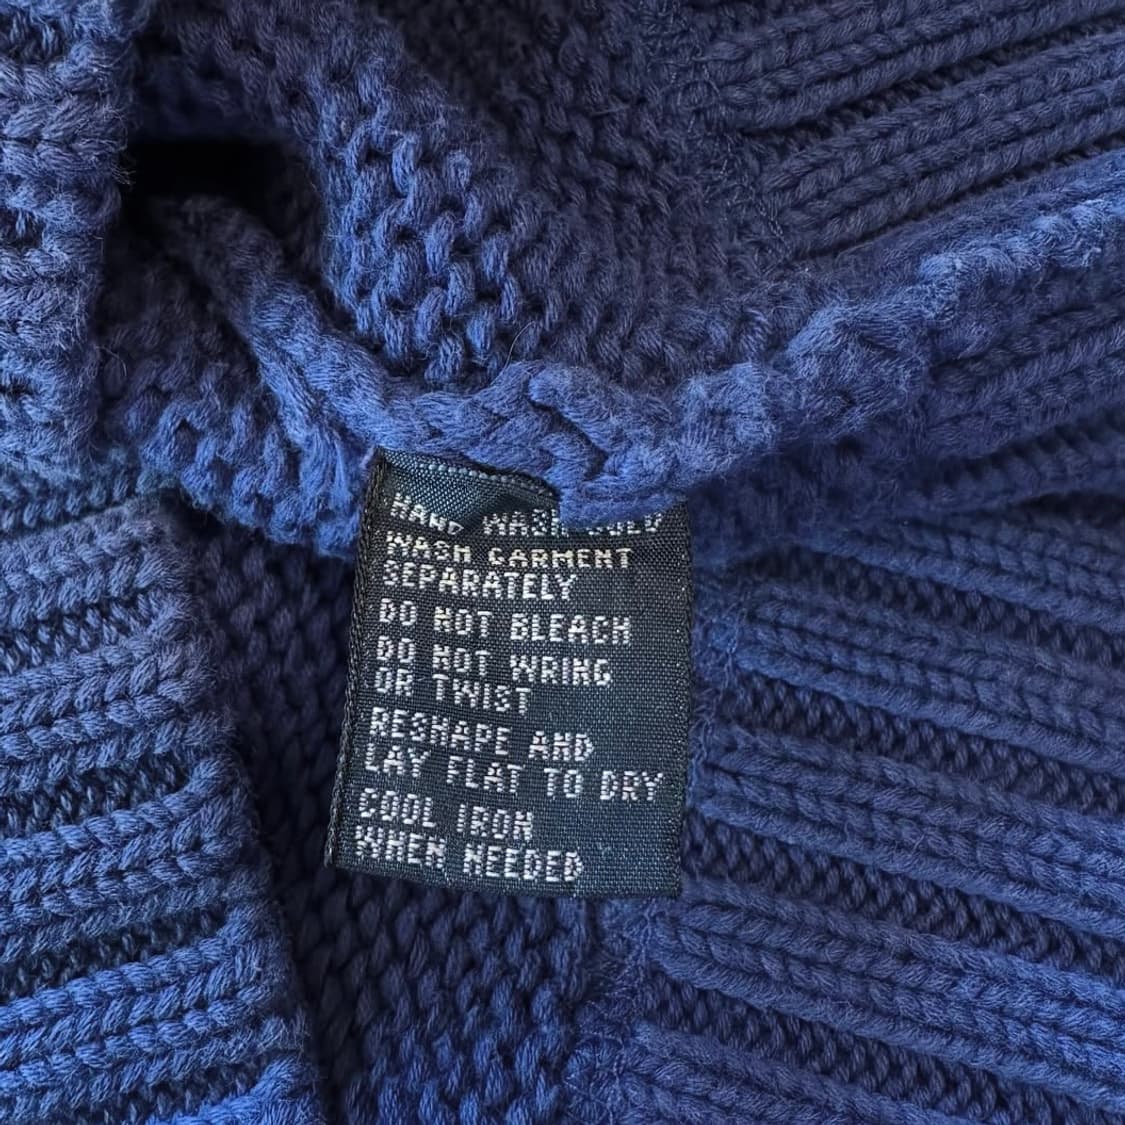 HAND WASH COLD
WASH GARMENT
SEPARATELY
DO NOT BLEACH
DO NOT WRING
OR TWIST
RESHAPE AND
LAY FLAT TO DRY
COOL IRON
WHEN NEEDED